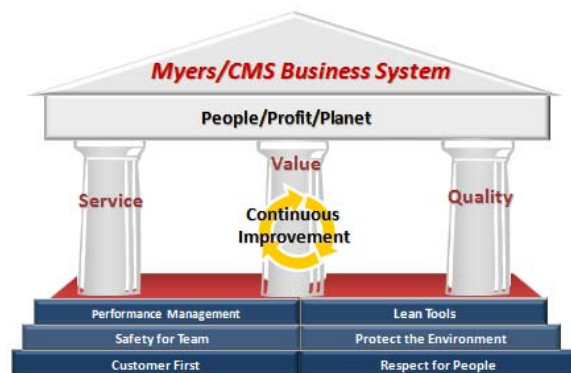 Myers/CMS Business System
People/Profit/Planet
Service
Value
Quality
Continuous
Improvement
Performance Management
Lean Tools
Safety for Team
Protect the Environment
Customer First
Respect for People